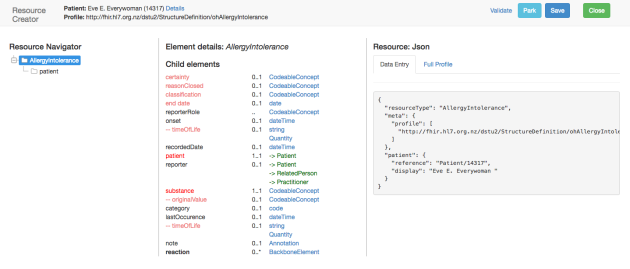 Resource Creator
Patient: Eve E. Everywoman (14317) Details
Profile: http://fhir.hl7.org.nz/dstu2/StructureDefinition/ohAllergyIntolerance
Validate
Park
Save
Close
Resource Navigator
AllergyIntolerance
patient
Element details: AllergyIntolerance
Child elements
certainty 0..1 CodeableConcept
reasonClosed 0..1 CodeableConcept
classification 0..1 CodeableConcept
end date 0..1 date
reporterRole .. CodeableConcept
onset 0..1 dateTime
-- timeOfLife 0..1 string
Quantity
recordedDate 0..1 dateTime
patient 1..1 -> Patient
reporter 0..1 -> Patient
-> RelatedPerson
-> Practitioner
substance 1..1 CodeableConcept
-- originalValue 0..1 CodeableConcept
category 0..1 code
lastOccurence 0..1 dateTime
-- timeOfLife 0..1 string
Quantity
note 0..1 Annotation
reaction 0..* BackboneElement
Resource: Json
Data Entry
Full Profile
{
"resourceType": "AllergyIntolerance",
"meta": {
"profile": [
"http://fhir.hl7.org.nz/dstu2/StructureDefinition/ohAllergyIntole
]
},
"patient": {
"reference": "Patient/14317",
"display": "Eve E. Everywoman "
}
}